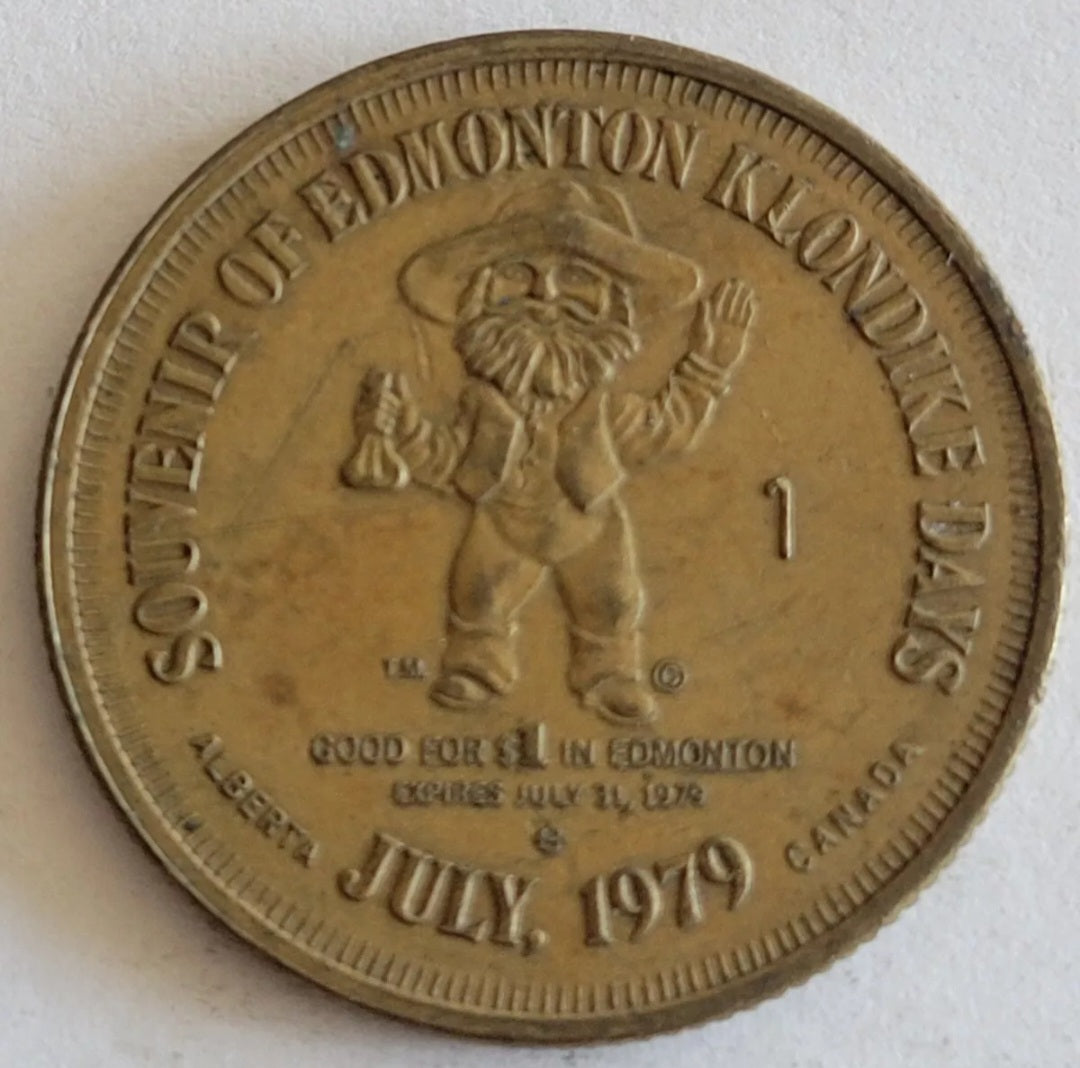 SOUVENIR OF EDMONTON KLONDIKE DAYS
1
T.M. ©
GOOD FOR $1 IN EDMONTON
EXPIRES JULY 31, 1979
S
ALBERTA
CANADA
JULY, 1979